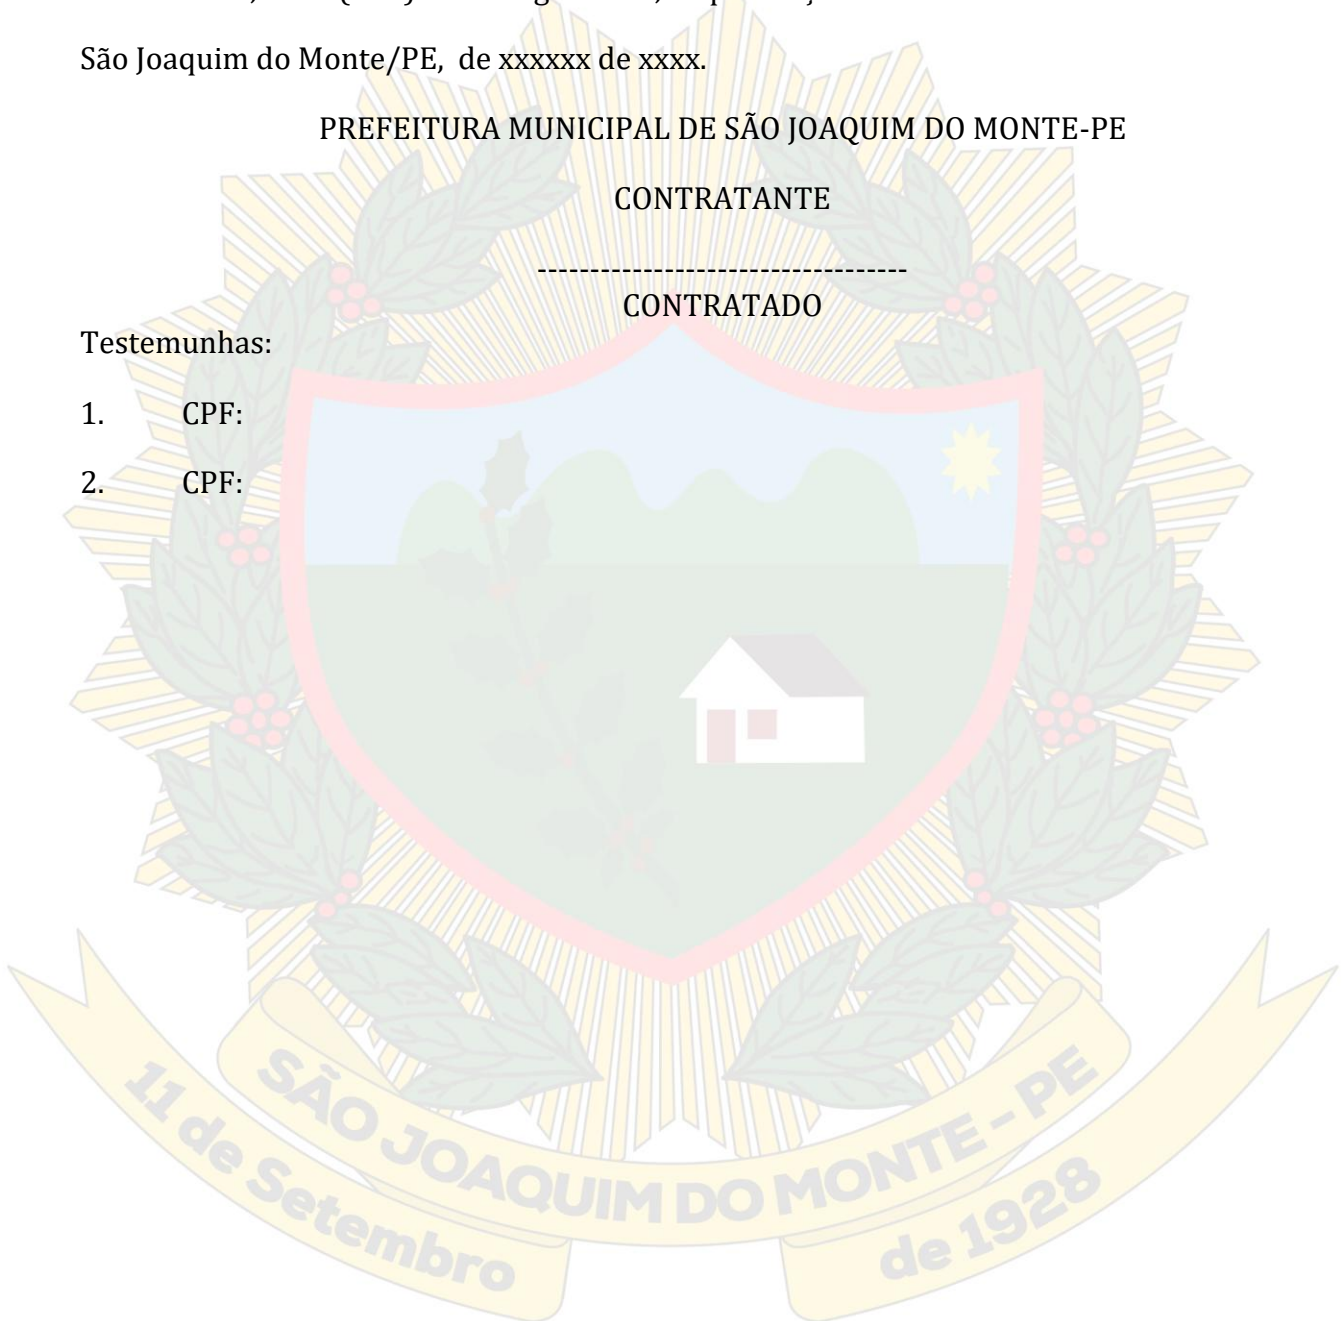 São Joaquim do Monte/PE, de xxxxxx de xxxx.
PREFEITURA MUNICIPAL DE SÃO JOAQUIM DO MONTE-PE
CONTRATANTE
-----------------------------------
CONTRATADO
Testemunhas:
1. CPF:
2. CPF:
SÃO JOAQUIM DO MONTE - PE
11 de Setembro de 1928